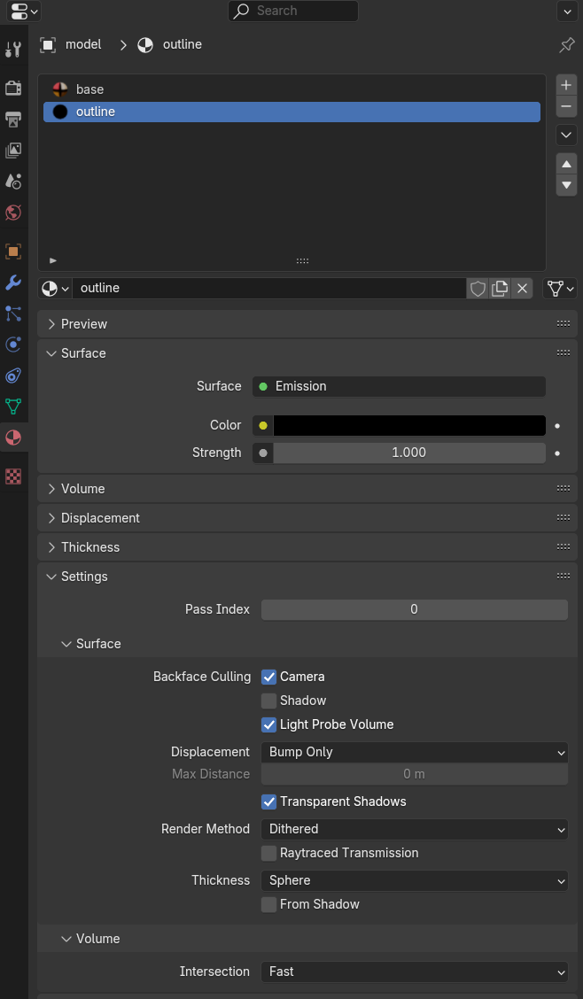 Search
model
outline
base
outline
outline
Preview
Surface
Surface
Emission
Color
Strength
1.000
Volume
Displacement
Thickness
Settings
Pass Index
0
Surface
Backface Culling
Camera
Shadow
Light Probe Volume
Displacement
Bump Only
Max Distance
0 m
Transparent Shadows
Render Method
Dithered
Raytraced Transmission
Thickness
Sphere
From Shadow
Volume
Intersection
Fast